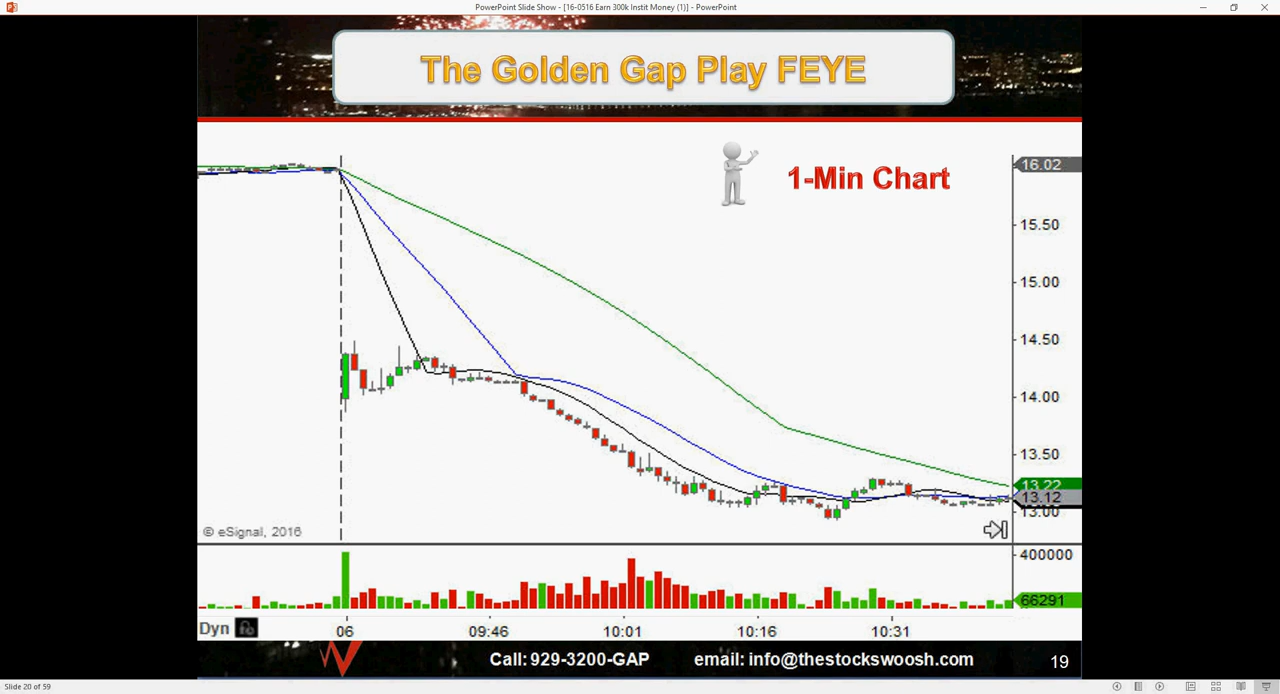 PowerPoint Slide Show - [16-0516 Earn 300k Instit Money (1)] - PowerPoint
The Golden Gap Play FEYE
1-Min Chart
16.02
15.50
15.00
14.50
14.00
13.50
13.22
13.12
13.00
© eSignal, 2016
400000
66291
Dyn
06 09:46 10:01 10:16 10:31
Call: 929-3200-GAP email: info@thestockswoosh.com 19
Slide 20 of 59